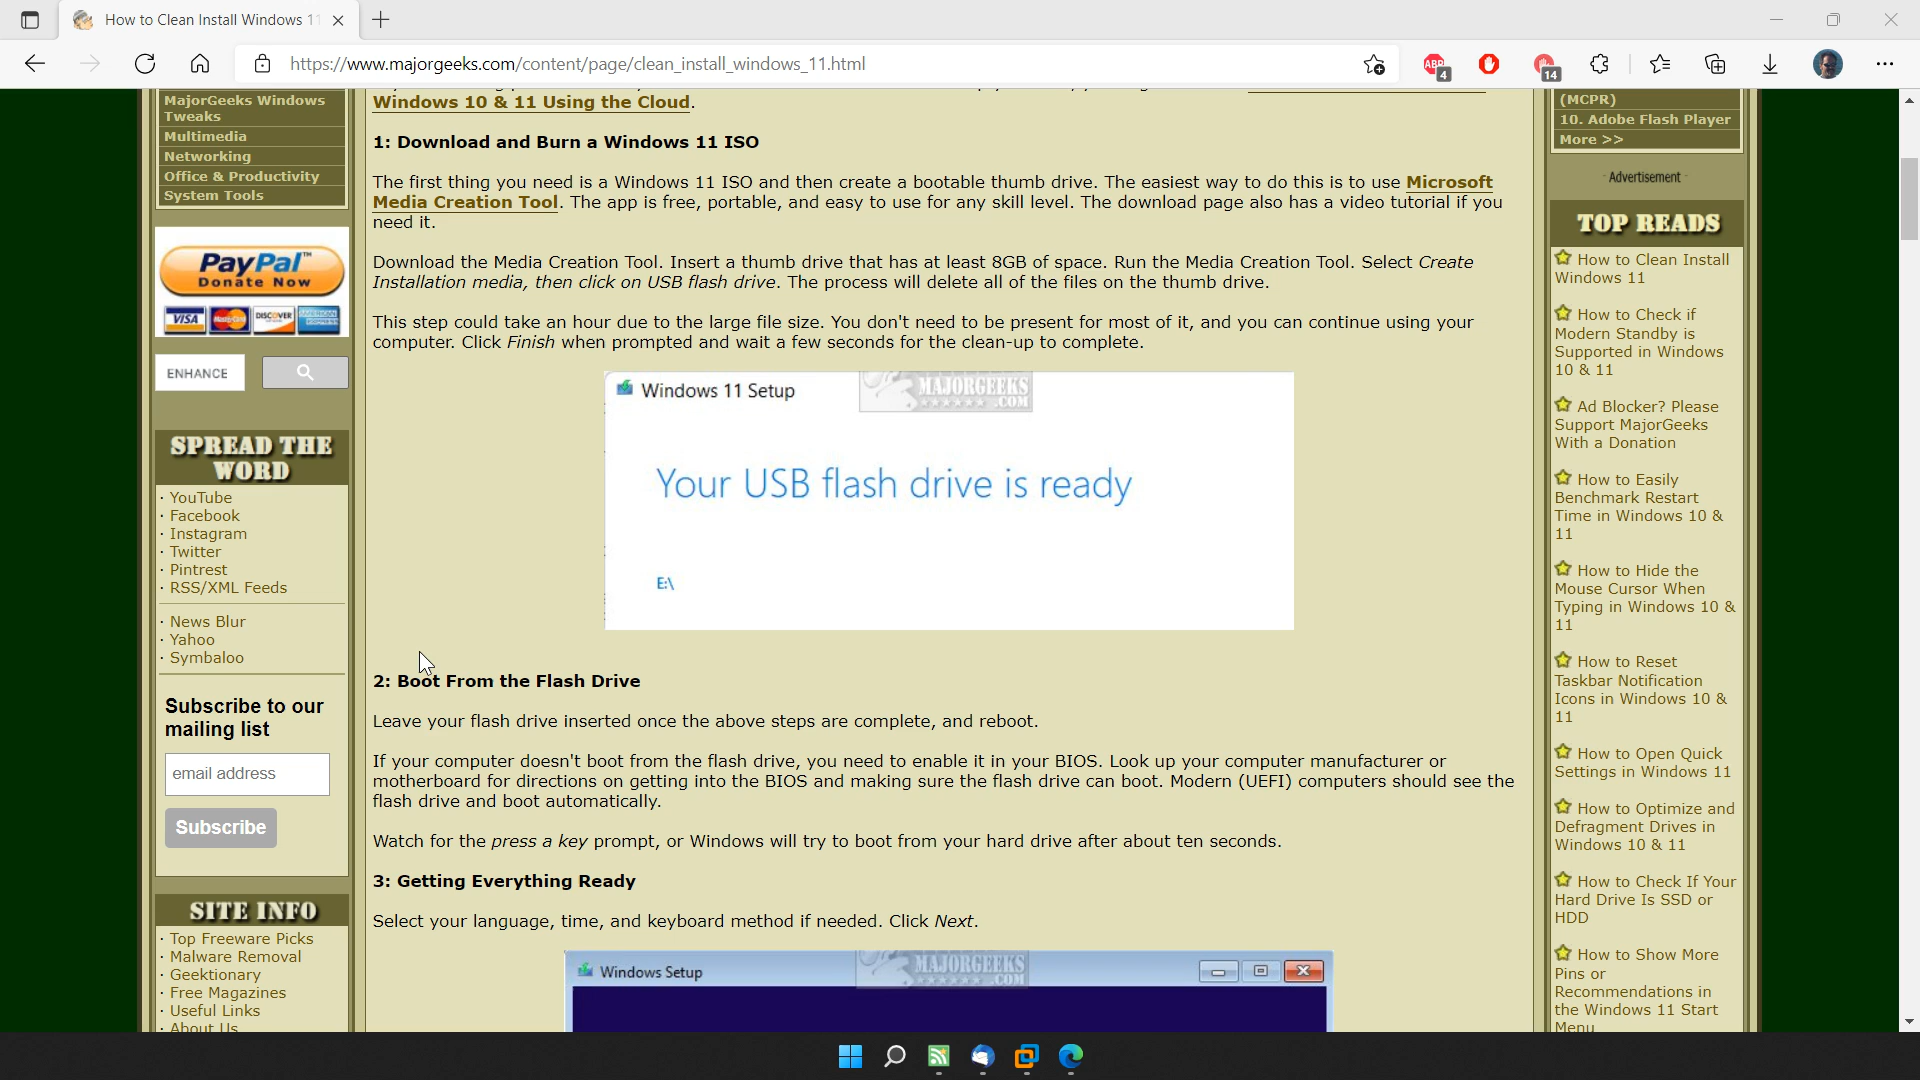 How to Clean Install Windows 11
https://www.majorgeeks.com/content/page/clean_install_windows_11.html
ABP
4
14
MajorGeeks Windows
Tweaks
Multimedia
Networking
Office & Productivity
System Tools
PayPal™
Donate Now
VISA
MasterCard
DISCOVER
AMERICAN EXPRESS
ENHANCE
SPREAD THE
WORD
· YouTube
· Facebook
· Instagram
· Twitter
· Pintrest
· RSS/XML Feeds
· News Blur
· Yahoo
· Symbaloo
Subscribe to our
mailing list
email address
Subscribe
SITE INFO
· Top Freeware Picks
· Malware Removal
· Geektionary
· Free Magazines
· Useful Links
· About Us
Windows 10 & 11 Using the Cloud.
1: Download and Burn a Windows 11 ISO
The first thing you need is a Windows 11 ISO and then create a bootable thumb drive. The easiest way to do this is to use Microsoft
Media Creation Tool. The app is free, portable, and easy to use for any skill level. The download page also has a video tutorial if you
need it.
Download the Media Creation Tool. Insert a thumb drive that has at least 8GB of space. Run the Media Creation Tool. Select Create
Installation media, then click on USB flash drive. The process will delete all of the files on the thumb drive.
This step could take an hour due to the large file size. You don't need to be present for most of it, and you can continue using your
computer. Click Finish when prompted and wait a few seconds for the clean-up to complete.
Windows 11 Setup
MAJORGEEKS
.COM
Your USB flash drive is ready
E:\
2: Boot From the Flash Drive
Leave your flash drive inserted once the above steps are complete, and reboot.
If your computer doesn't boot from the flash drive, you need to enable it in your BIOS. Look up your computer manufacturer or
motherboard for directions on getting into the BIOS and making sure the flash drive can boot. Modern (UEFI) computers should see the
flash drive and boot automatically.
Watch for the press a key prompt, or Windows will try to boot from your hard drive after about ten seconds.
3: Getting Everything Ready
Select your language, time, and keyboard method if needed. Click Next.
Windows Setup
MAJORGEEKS
.COM
(MCPR)
10. Adobe Flash Player
More >>
- Advertisement -
TOP READS
How to Clean Install
Windows 11
How to Check if
Modern Standby is
Supported in Windows
10 & 11
Ad Blocker? Please
Support MajorGeeks
With a Donation
How to Easily
Benchmark Restart
Time in Windows 10 &
11
How to Hide the
Mouse Cursor When
Typing in Windows 10 &
11
How to Reset
Taskbar Notification
Icons in Windows 10 &
11
How to Open Quick
Settings in Windows 11
How to Optimize and
Defragment Drives in
Windows 10 & 11
How to Check If Your
Hard Drive Is SSD or
HDD
How to Show More
Pins or
Recommendations in
the Windows 11 Start
Menu